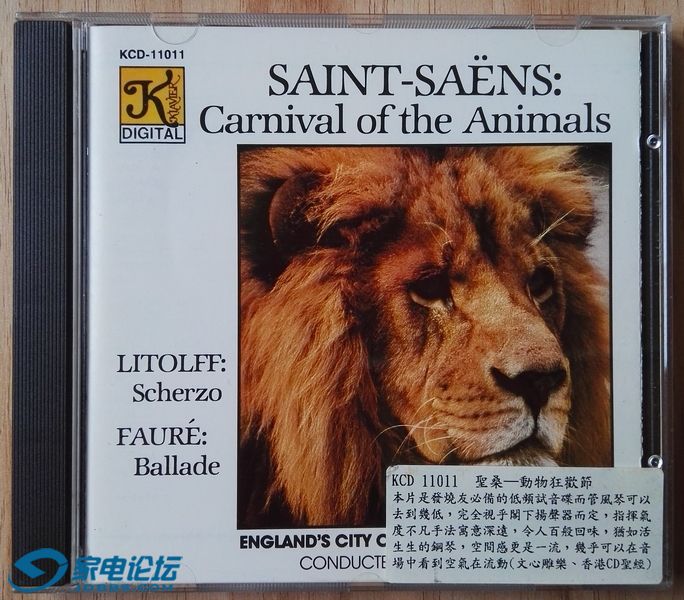 KCD-11011
K
KLAVIER
DIGITAL
SAINT-SAËNS:
Carnival of the Animals
LITOLFF:
Scherzo
FAURÉ:
Ballade
ENGLAND'S CITY O
CONDUCTE
KCD 11011 聖桑—動物狂歡節
本片是發燒友必備的低頻試音碟而管風琴可以
去到幾低，完全視乎閣下揚聲器而定，指揮氣
度不凡手法寓意深遠，令人百般回味，猶如活
生生的鋼琴，空間感更是一流，幾乎可以在音
場中看到空氣在流動(文心雕樂、香港CD聖經)
家电论坛
JDBBS.COM